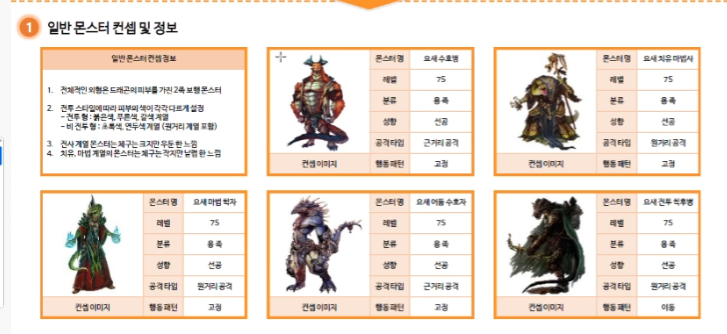 1 일반 몬스터 컨셉 및 정보
일반 몬스터 컨셉 정보
1. 전체적인 외형은 드래곤의 피부를 가진 2족 보행 몬스터
2. 전투 스타일에 따라 피부의 색이 각각 다르게 설정
- 전투형 : 붉은색, 푸른색, 갈색 계열
- 비 전투형 : 초록색, 연두색 계열 (원거리 계열 포함)
3. 전사 계열 몬스터는 체구는 크지만 우둔한 느낌
4. 치유, 마법 계열의 몬스터는 체구는 작지만 날렵한 느낌
몬스터 명 요새 수호병
레벨 75
분류 용족
성향 선공
공격 타입 근거리 공격
컨셉 이미지 행동 패턴 고정
몬스터 명 요새 치유 마법사
레벨 75
분류 용족
성향 선공
공격 타입 원거리 공격
컨셉 이미지 행동 패턴 고정
몬스터 명 요새 마법 학자
레벨 75
분류 용족
성향 선공
공격 타입 원거리 공격
컨셉 이미지 행동 패턴 고정
몬스터 명 요새 어둠 수호자
레벨 75
분류 용족
성향 선공
공격 타입 근거리 공격
컨셉 이미지 행동 패턴 고정
몬스터 명 요새 전투 척후병
레벨 75
분류 용족
성향 선공
공격 타입 원거리 공격
컨셉 이미지 행동 패턴 이동